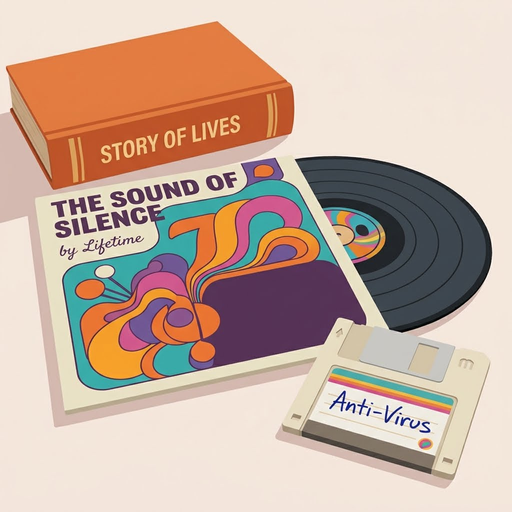 STORY OF LIVES
THE SOUND OF
SILENCE
by Lifetime
Anti-Virus